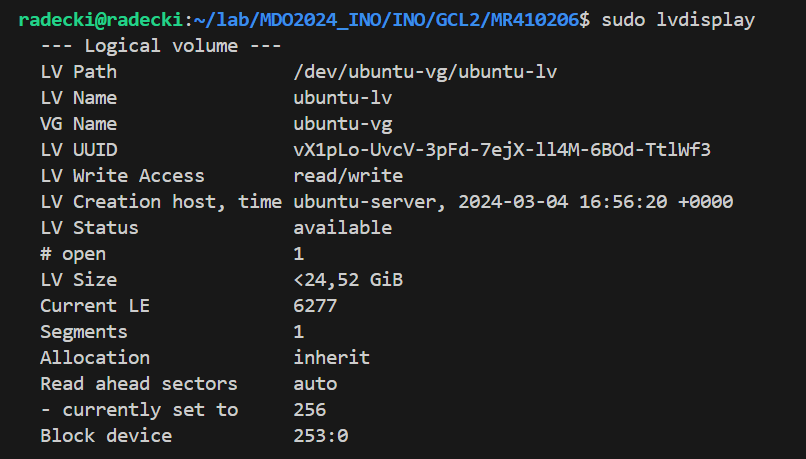 radecki@radecki:~/lab/MDO2024_INO/INO/GCL2/MR410206$ sudo lvdisplay
--- Logical volume ---
LV Path                /dev/ubuntu-vg/ubuntu-lv
LV Name                ubuntu-lv
VG Name                ubuntu-vg
LV UUID                vX1pLo-UvcV-3pFd-7ejX-ll4M-6BOd-TtlWf3
LV Write Access        read/write
LV Creation host, time ubuntu-server, 2024-03-04 16:56:20 +0000
LV Status              available
# open                 1
LV Size                <24,52 GiB
Current LE             6277
Segments               1
Allocation             inherit
Read ahead sectors     auto
- currently set to     256
Block device           253:0